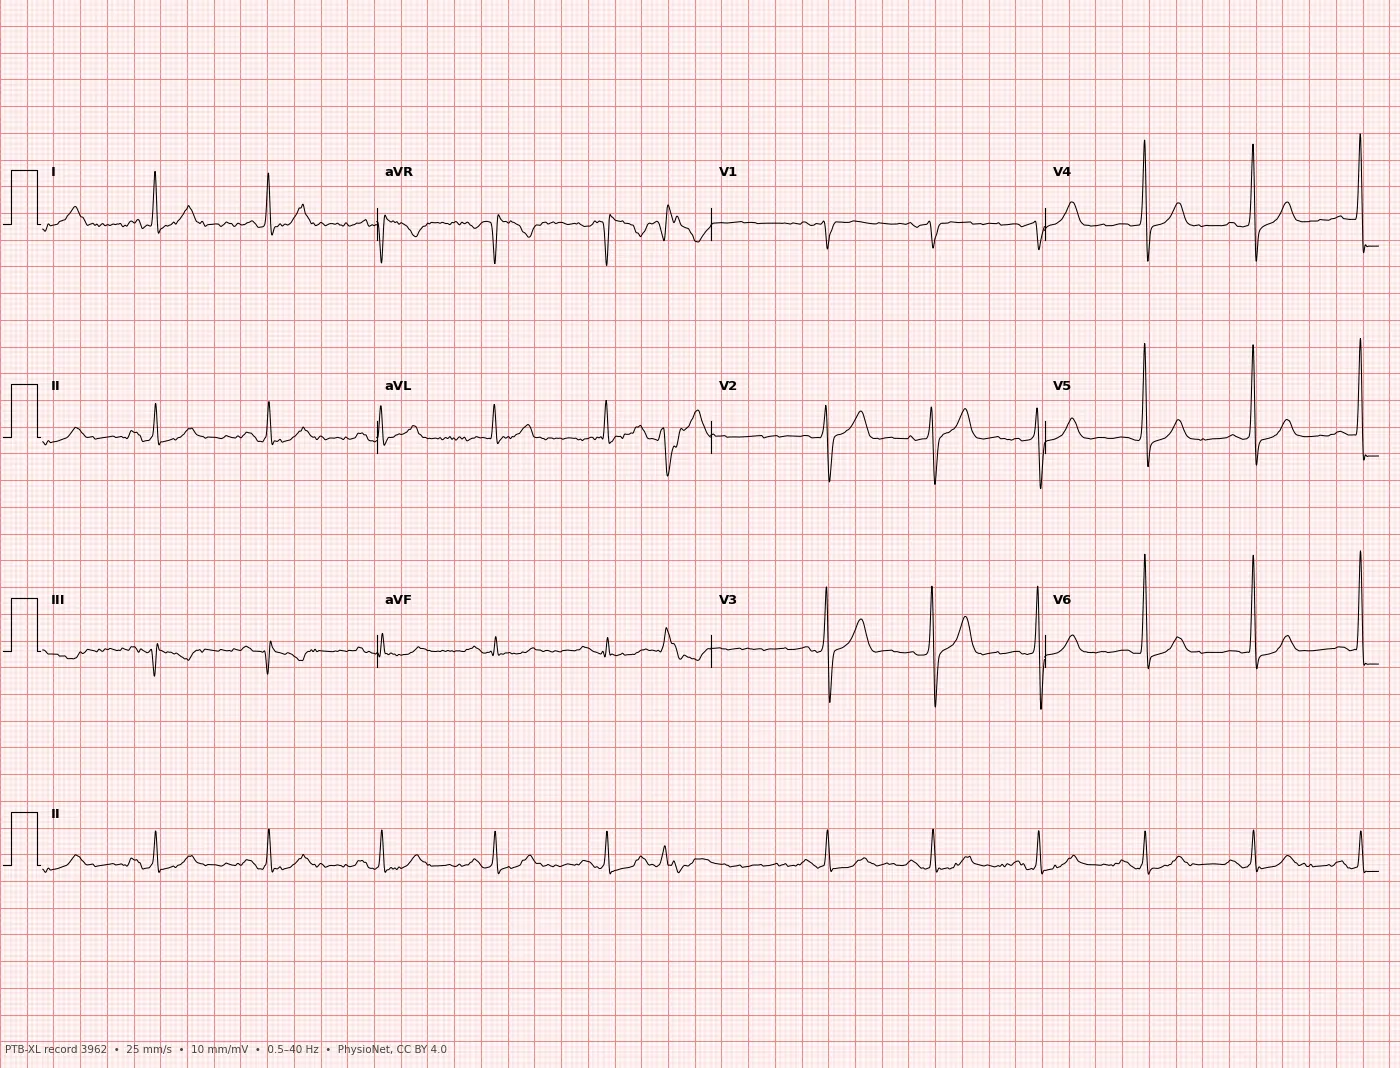 I aVR V1 V4
II aVL V2 V5
III aVF V3 V6
II
PTB-XL record 3962 • 25 mm/s • 10 mm/mV • 0.5–40 Hz • PhysioNet, CC BY 4.0